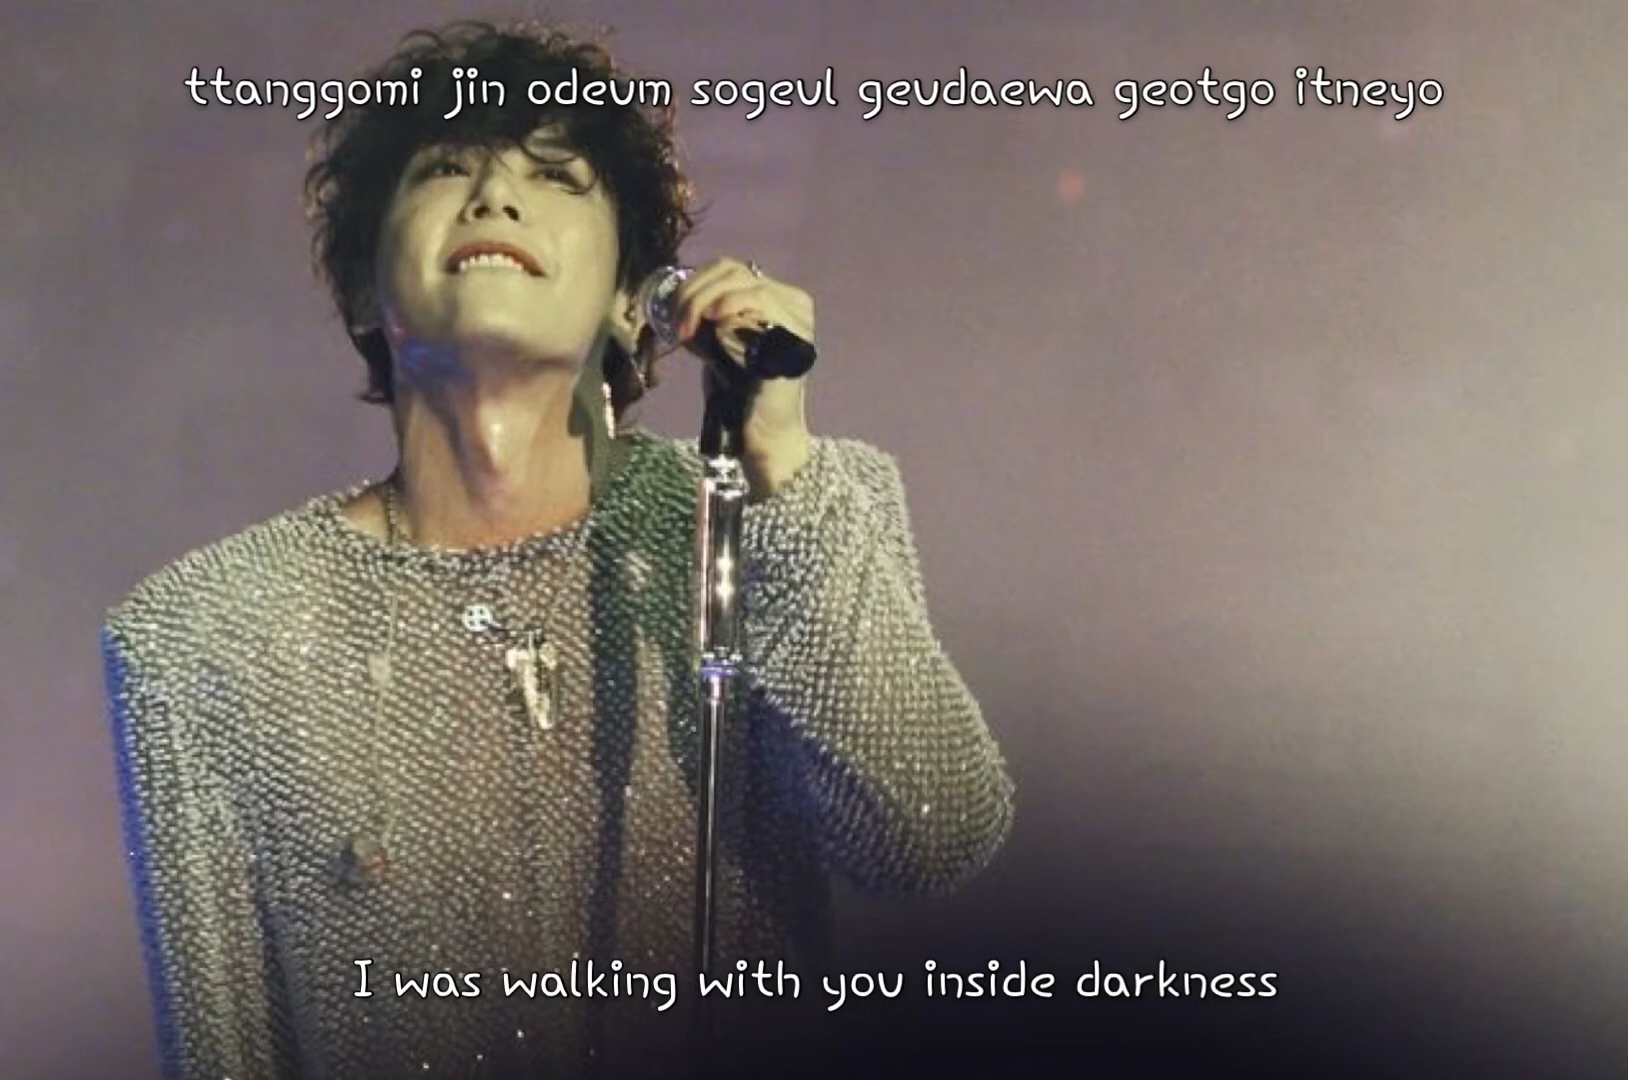 ttanggomi jin odeum sogeul geudaewa geotgo itneyo
I was walking with you inside darkness